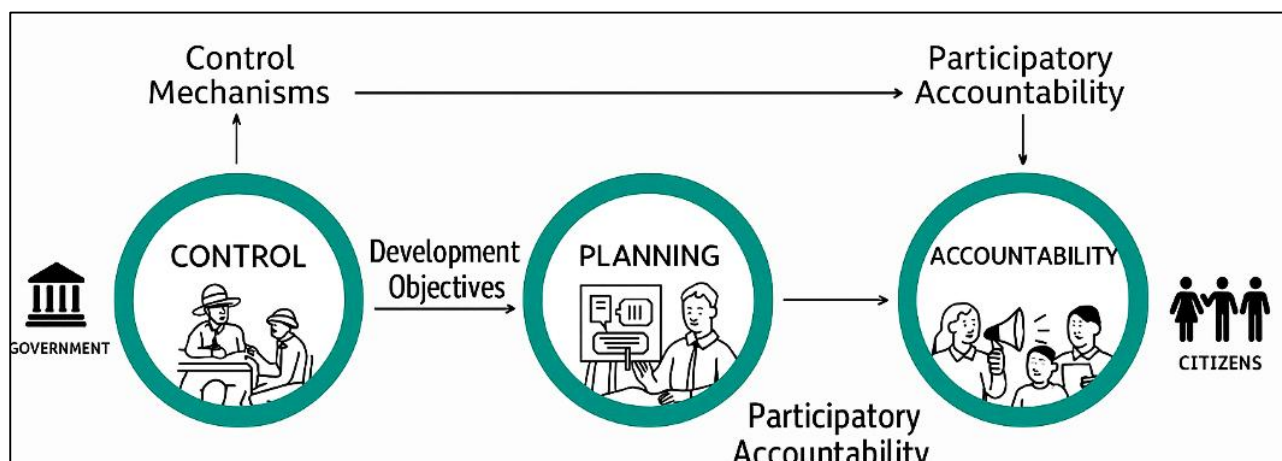 Control
Mechanisms
Participatory
Accountability
CONTROL
Development
Objectives
PLANNING
ACCOUNTABILITY
GOVERNMENT
CITIZENS
Participatory
Accountability